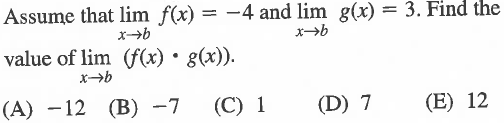 Assume that lim f(x) = −4 and lim g(x) = 3. Find the
x→b x→b
value of lim (f(x) • g(x)).
x→b
(A) −12 (B) −7 (C) 1 (D) 7 (E) 12